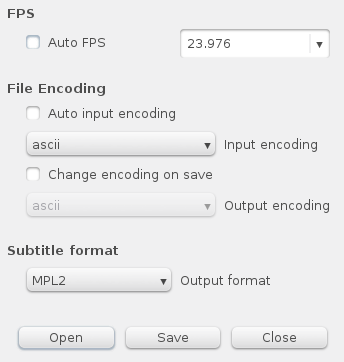 FPS
Auto FPS 23.976
File Encoding
Auto input encoding
ascii Input encoding
Change encoding on save
ascii Output encoding
Subtitle format
MPL2 Output format
Open Save Close